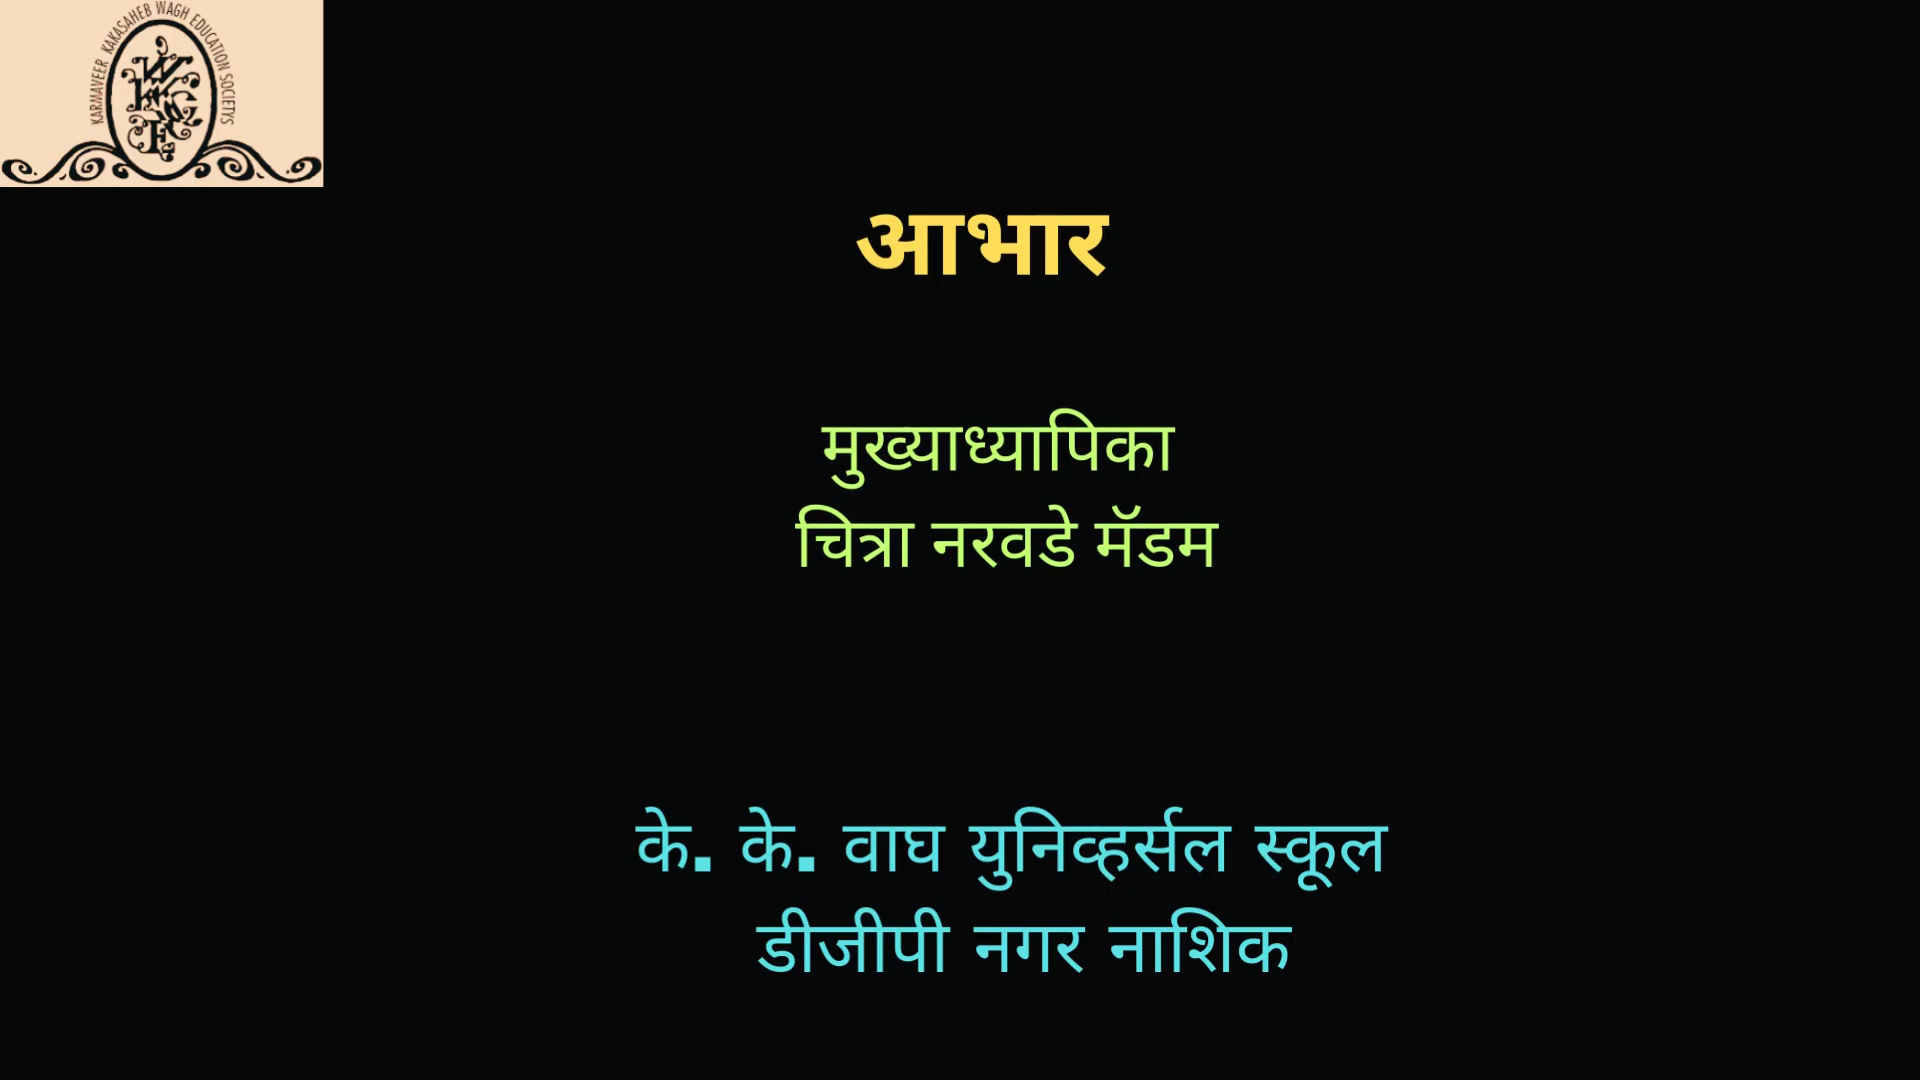 KARMAVEER KAKASAHEB WAGH EDUCATION SOCIETYS
आभार
मुख्याध्यापिका
चित्रा नरवडे मॅडम
के. के. वाघ युनिव्हर्सल स्कूल
डीजीपी नगर नाशिक